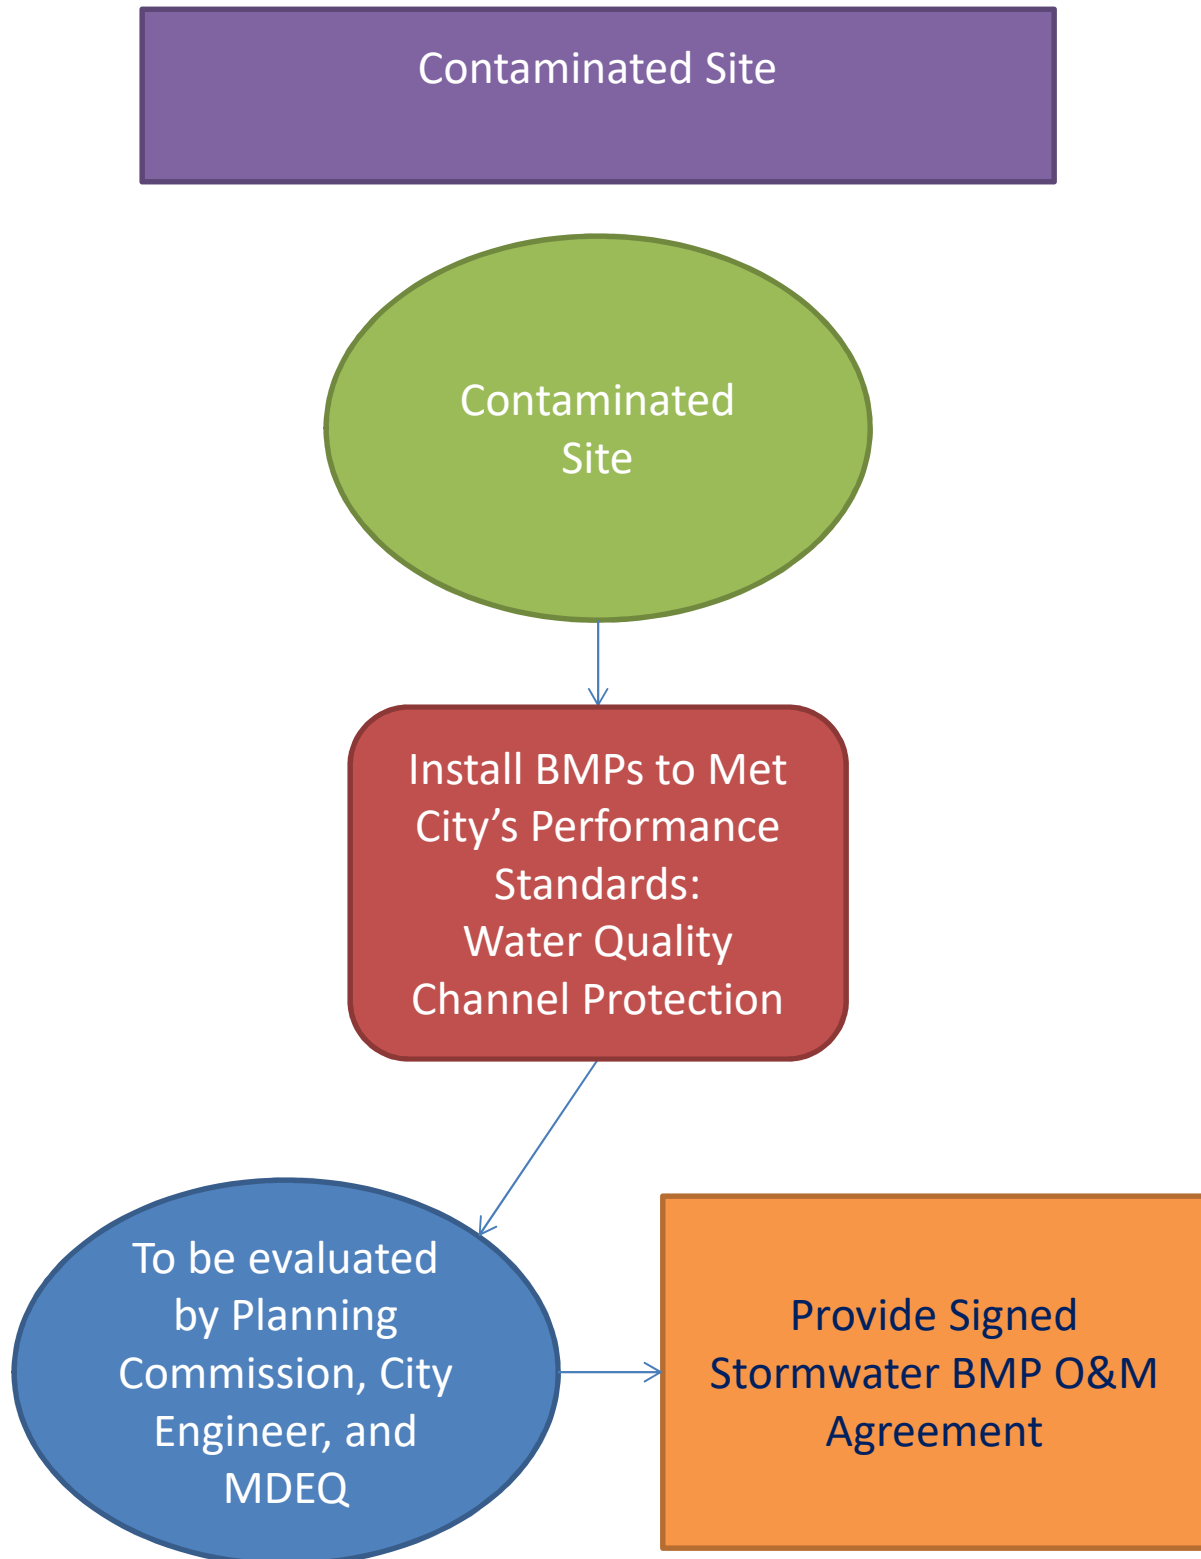 Contaminated Site
Contaminated
Site
Install BMPs to Met
City’s Performance
Standards:
Water Quality
Channel Protection
To be evaluated
by Planning
Commission, City
Engineer, and
MDEQ
Provide Signed
Stormwater BMP O&M
Agreement